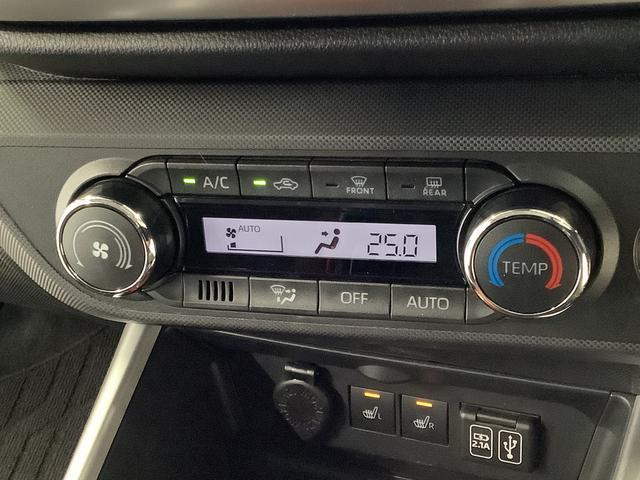 A/C
FRONT
REAR
AUTO
25.0
TEMP
OFF
AUTO
L
R
2.1A